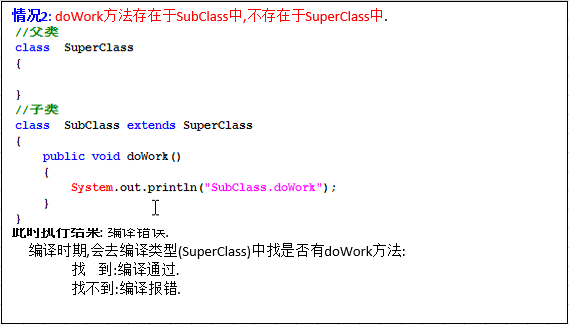 情况2: doWork方法存在于SubClass中,不存在于SuperClass中.
//父类
class SuperClass
{
}
//子类
class SubClass extends SuperClass
{
public void doWork()
{
System.out.println("SubClass.doWork");
}
}
此时执行结果: 编译错误.
编译时期,会去编译类型(SuperClass)中找是否有doWork方法:
找 到:编译通过.
找不到:编译报错.